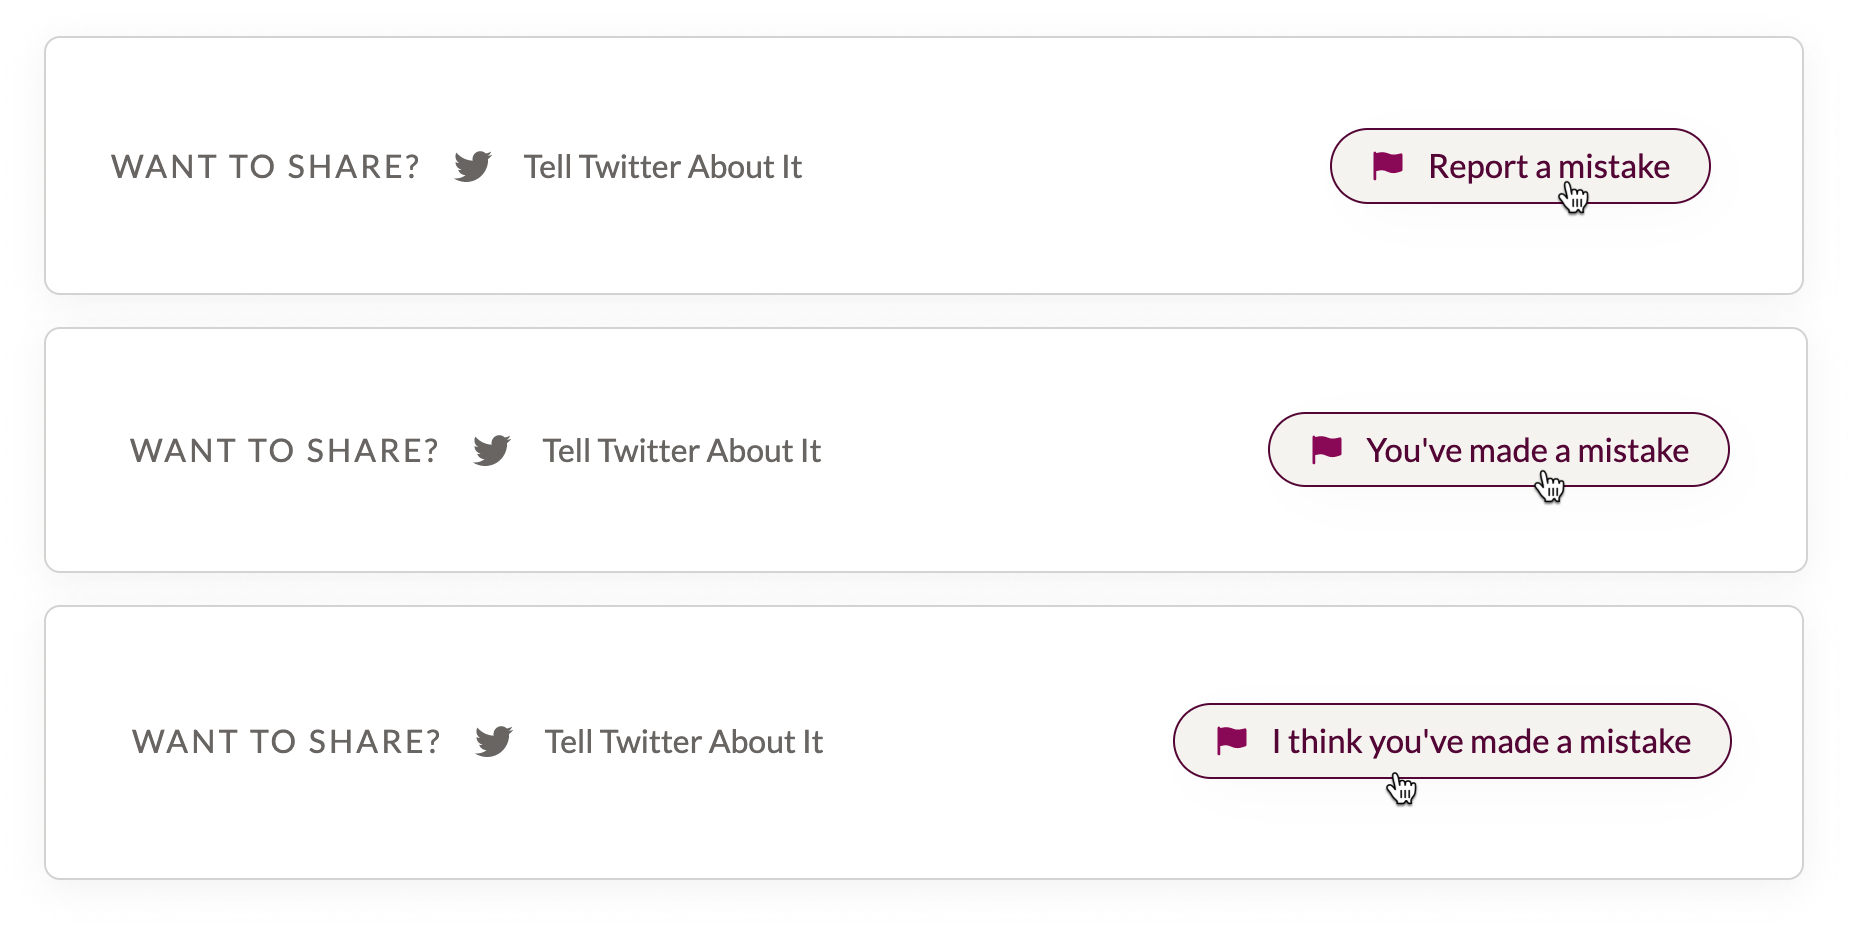 WANT TO SHARE? Tell Twitter About It Report a mistake
WANT TO SHARE? Tell Twitter About It You've made a mistake
WANT TO SHARE? Tell Twitter About It I think you've made a mistake